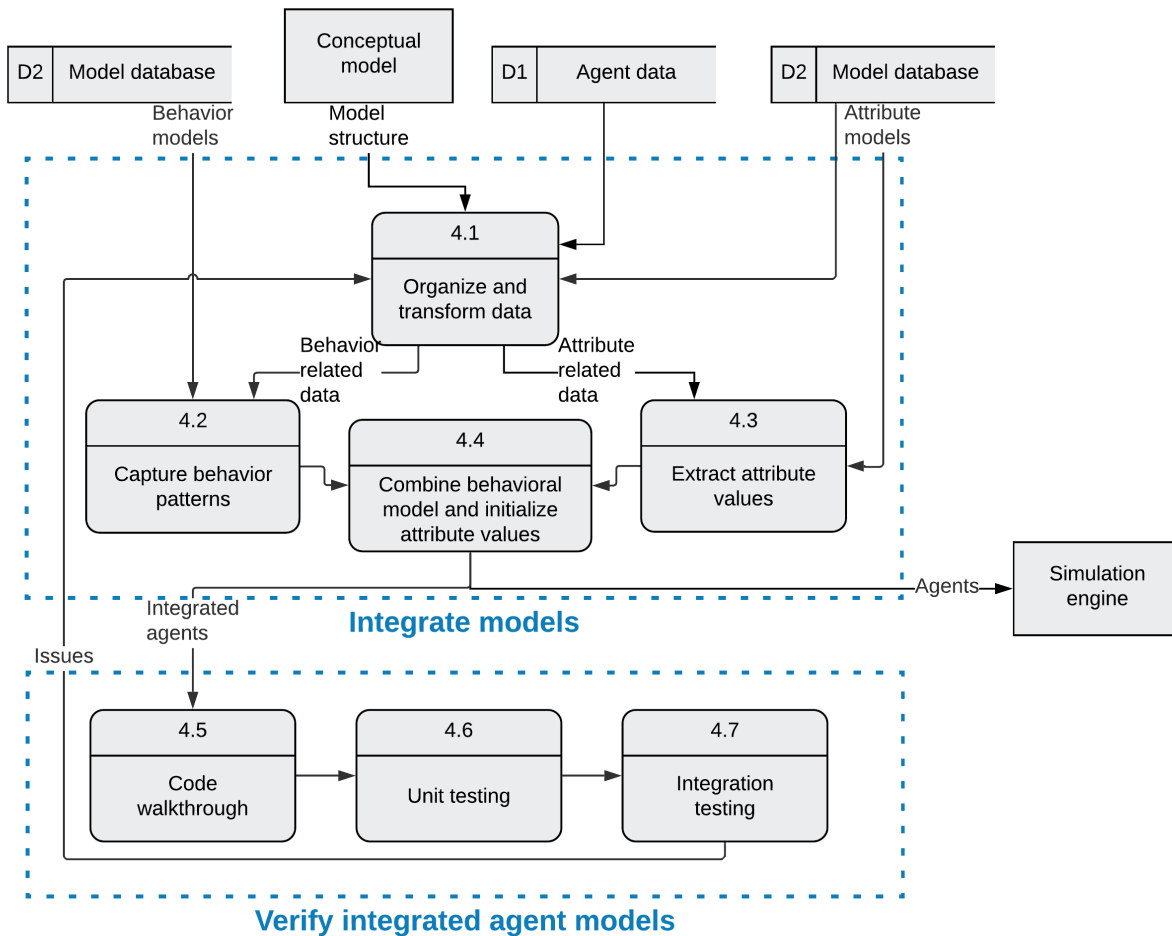 Conceptual
model
D2
Model database
D1
Agent data
D2
Model database
Behavior
models
Model
structure
Attribute
models
4.1
Organize and
transform data
Behavior
related
data
Attribute
related
data
4.2
Capture behavior
patterns
4.4
Combine behavioral
model and initialize
attribute values
4.3
Extract attribute
values
Agents
Simulation
engine
Integrated
agents
Integrate models
Issues
4.5
Code
walkthrough
4.6
Unit testing
4.7
Integration
testing
Verify integrated agent models